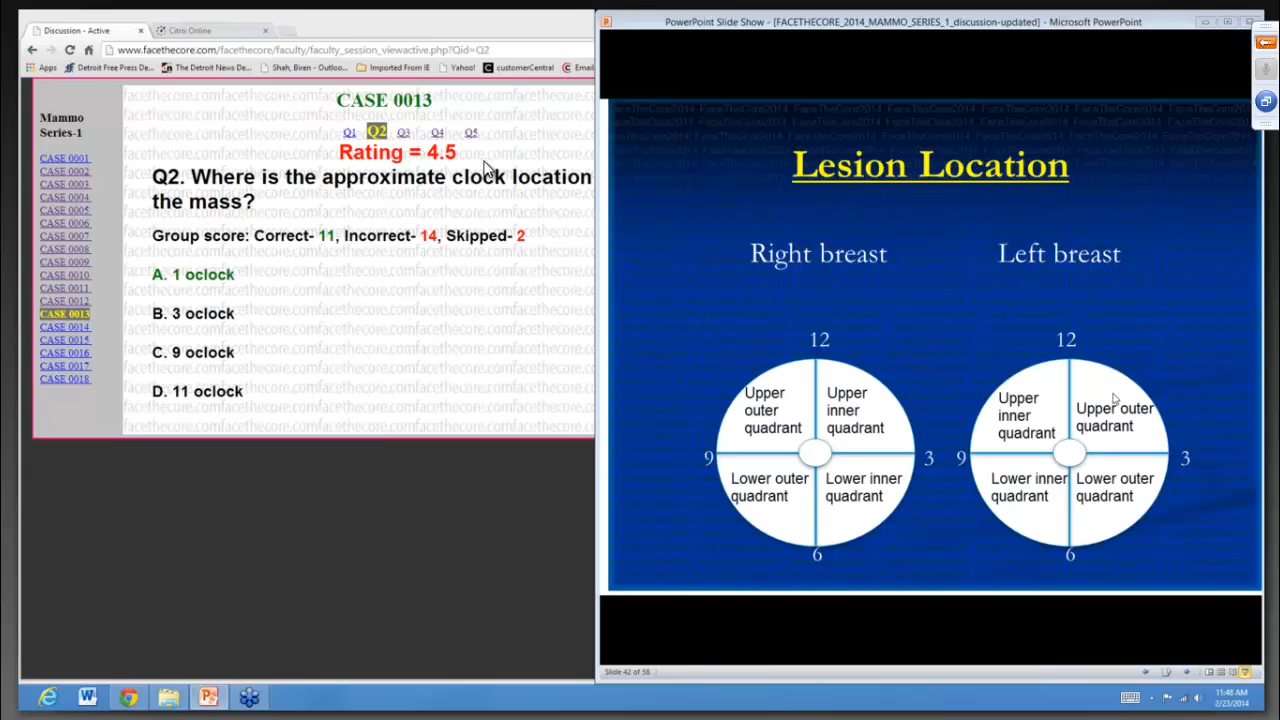 Discussion - Active
Citrix Online
www.facethecore.com/facethecore/faculty/faculty_session_viewactive.php?Qid=Q2
Apps
Detroit Free Press De...
The Detroit News De...
Shah, Biren - Outloo...
Imported From IE
Yahoo!
customerCentral
Email
Mammo
Series-1
CASE 0001
CASE 0002
CASE 0003
CASE 0004
CASE 0005
CASE 0006
CASE 0007
CASE 0008
CASE 0009
CASE 0010
CASE 0011
CASE 0012
CASE 0013
CASE 0014
CASE 0015
CASE 0016
CASE 0017
CASE 0018
CASE 0013
Q1 Q2 Q3 Q4 Q5
Rating = 4.5
Q2. Where is the approximate clock location
the mass?
Group score: Correct- 11, Incorrect- 14, Skipped- 2
A. 1 oclock
B. 3 oclock
C. 9 oclock
D. 11 oclock
PowerPoint Slide Show - [FACETHECORE_2014_MAMMO_SERIES_1_discussion-updated] - Microsoft PowerPoint
Lesion Location
Right breast
Left breast
12
Upper
outer
quadrant
Upper
inner
quadrant
9
3
Lower outer
quadrant
Lower inner
quadrant
6
12
Upper
inner
quadrant
Upper outer
quadrant
9
3
Lower inner
quadrant
Lower outer
quadrant
6
Slide 42 of 58
11:48 AM
2/23/2014